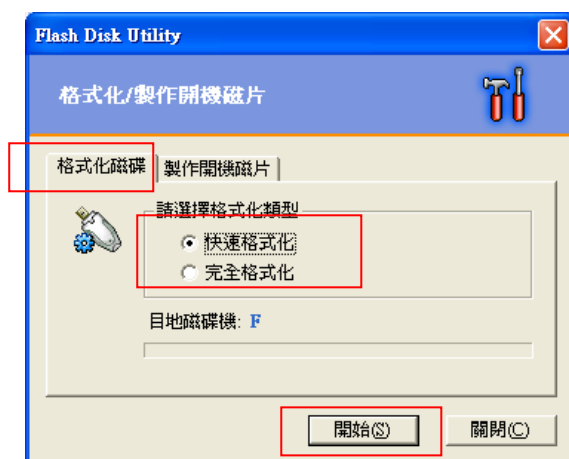 Flash Disk Utility
格式化/製作開機磁片
格式化磁碟 製作開機磁片
請選擇格式化類型
快速格式化
完全格式化
目地磁碟機: F
開始(S) 關閉(C)